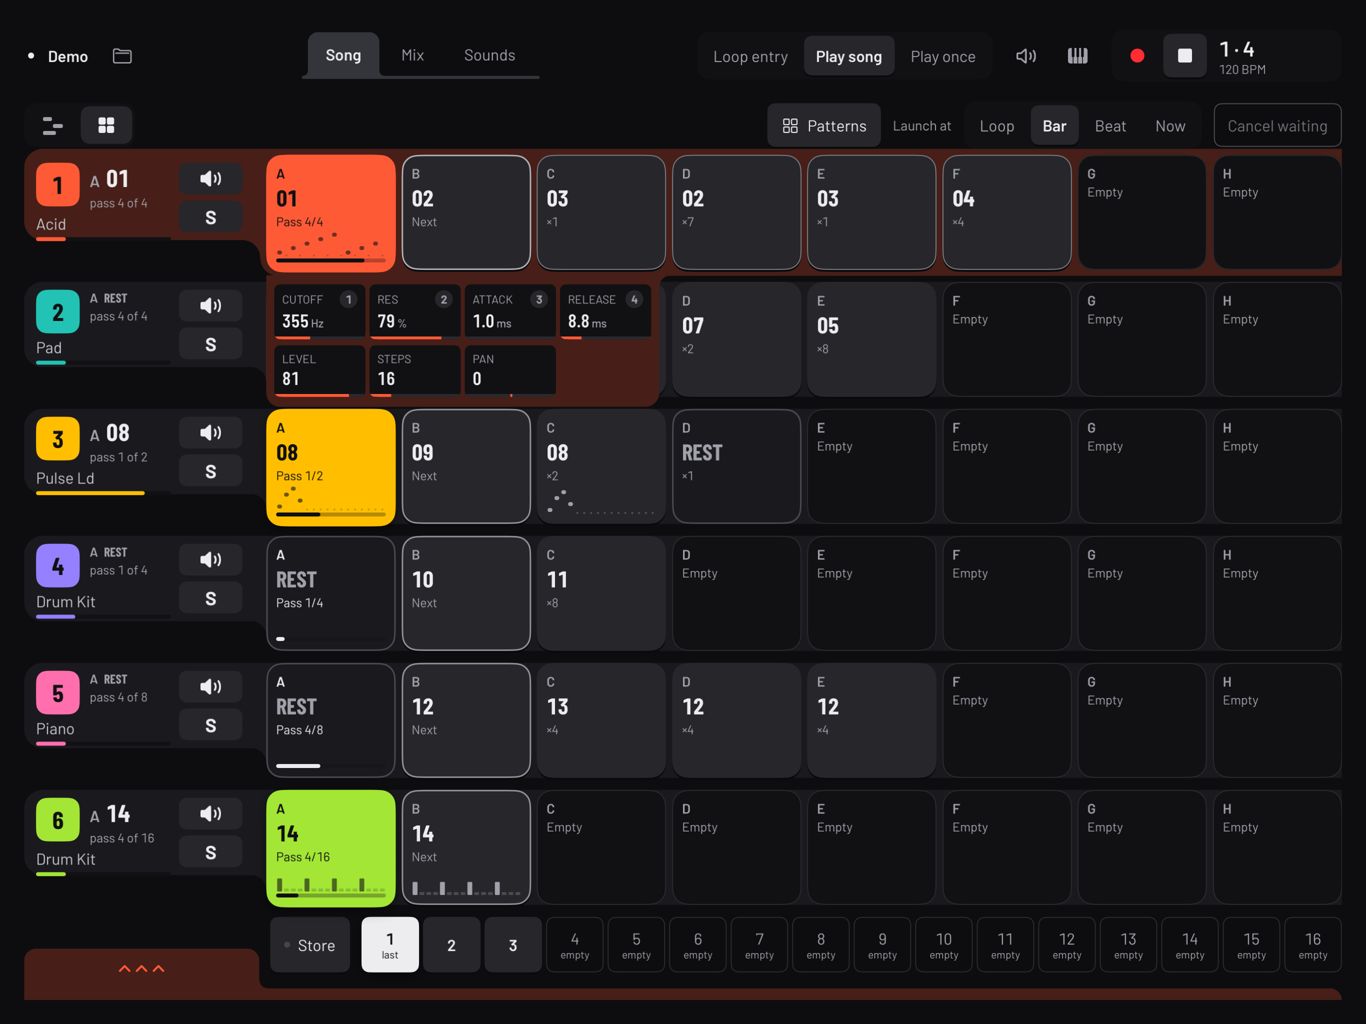 Demo
Song Mix Sounds
Loop entry Play song Play once
1·4
120 BPM
Patterns Launch at Loop Bar Beat Now Cancel waiting
1 A 01
pass 4 of 4
Acid
S
A
01
Pass 4/4
B
02
Next
C
03
×1
D
02
×7
E
03
×1
F
04
×4
G
Empty
H
Empty
2 A REST
pass 4 of 4
Pad
S
CUTOFF 1
355 Hz
RES 2
79 %
ATTACK 3
1.0 ms
RELEASE 4
8.8 ms
LEVEL
81
STEPS
16
PAN
0
D
07
×2
E
05
×8
F
Empty
G
Empty
H
Empty
3 A 08
pass 1 of 2
Pulse Ld
S
A
08
Pass 1/2
B
09
Next
C
08
×2
D
REST
×1
E
Empty
F
Empty
G
Empty
H
Empty
4 A REST
pass 1 of 4
Drum Kit
S
A
REST
Pass 1/4
B
10
Next
C
11
×8
D
Empty
E
Empty
F
Empty
G
Empty
H
Empty
5 A REST
pass 4 of 8
Piano
S
A
REST
Pass 4/8
B
12
Next
C
13
×4
D
12
×4
E
12
×4
F
Empty
G
Empty
H
Empty
6 A 14
pass 4 of 16
Drum Kit
S
A
14
Pass 4/16
B
14
Next
C
Empty
D
Empty
E
Empty
F
Empty
G
Empty
H
Empty
Store
1
last
2
3
4
empty
5
empty
6
empty
7
empty
8
empty
9
empty
10
empty
11
empty
12
empty
13
empty
14
empty
15
empty
16
empty